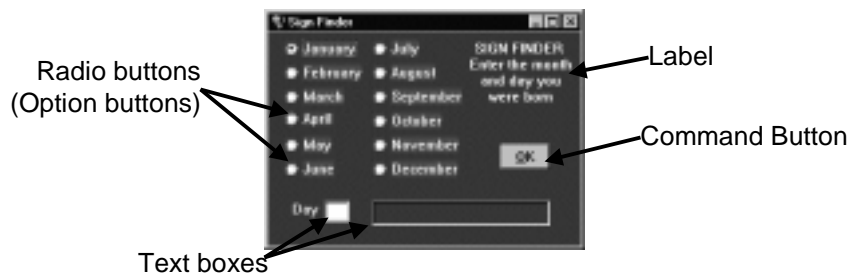 Sign Finder
January
July
February
August
March
September
April
October
May
November
June
December
SIGN FINDER
Enter the month
and day you
were born
OK
Day
Radio buttons
(Option buttons)
Label
Command Button
Text boxes